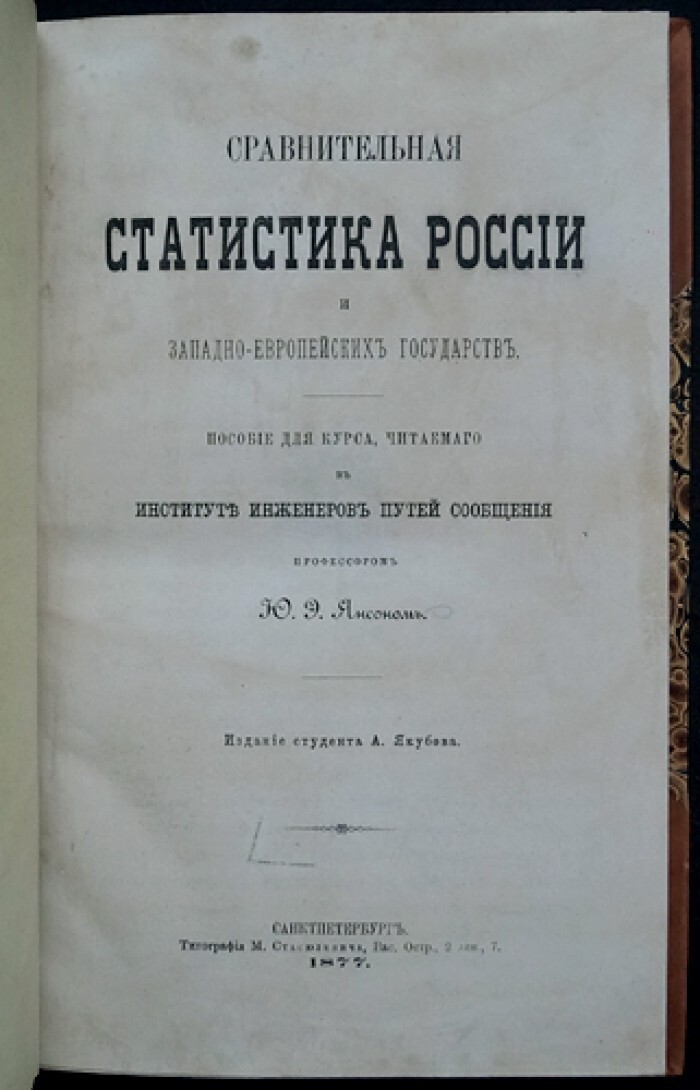 СРАВНИТЕЛЬНАЯ
СТАТИСТИКА РОССІИ
И
ЗАПАДНО-ЕВРОПЕЙСКИХЪ ГОСУДАРСТВЪ.
ПОСОБІЕ ДЛЯ КУРСА, ЧИТАЕМАГО
ВЪ
ИНСТИТУТѢ ИНЖЕНЕРОВЪ ПУТЕЙ СООБЩЕНІЯ
ПРОФЕССОРОМЪ
Ю. Э. Янсономъ.
Изданіе студента А. Якубова.
САНКТПЕТЕРБУРГЪ.
Типографія М. Стасюлевича, Вас. Остр., 2 лин., 7.
1877.